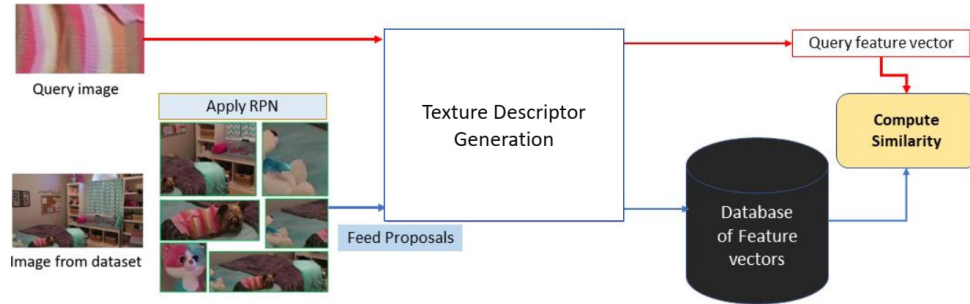 Query image
Apply RPN
Image from dataset
Feed Proposals
Texture Descriptor
Generation
Query feature vector
Compute
Similarity
Database
of Feature
vectors